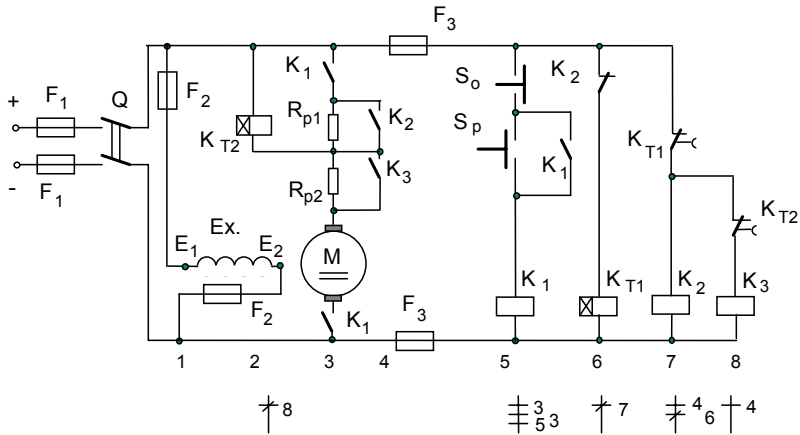 F3
K1
So
K2
+
F1
Q
F2
Rp1
K2
Sp
KT2
KT1
K3
K1
-
F1
Rp2
KT2
Ex.
E1
E2
M
F2
K1
KT1
K2
K3
F3
K1
1
2
3
4
5
6
7
8
8
3
5 3
7
4
6
4